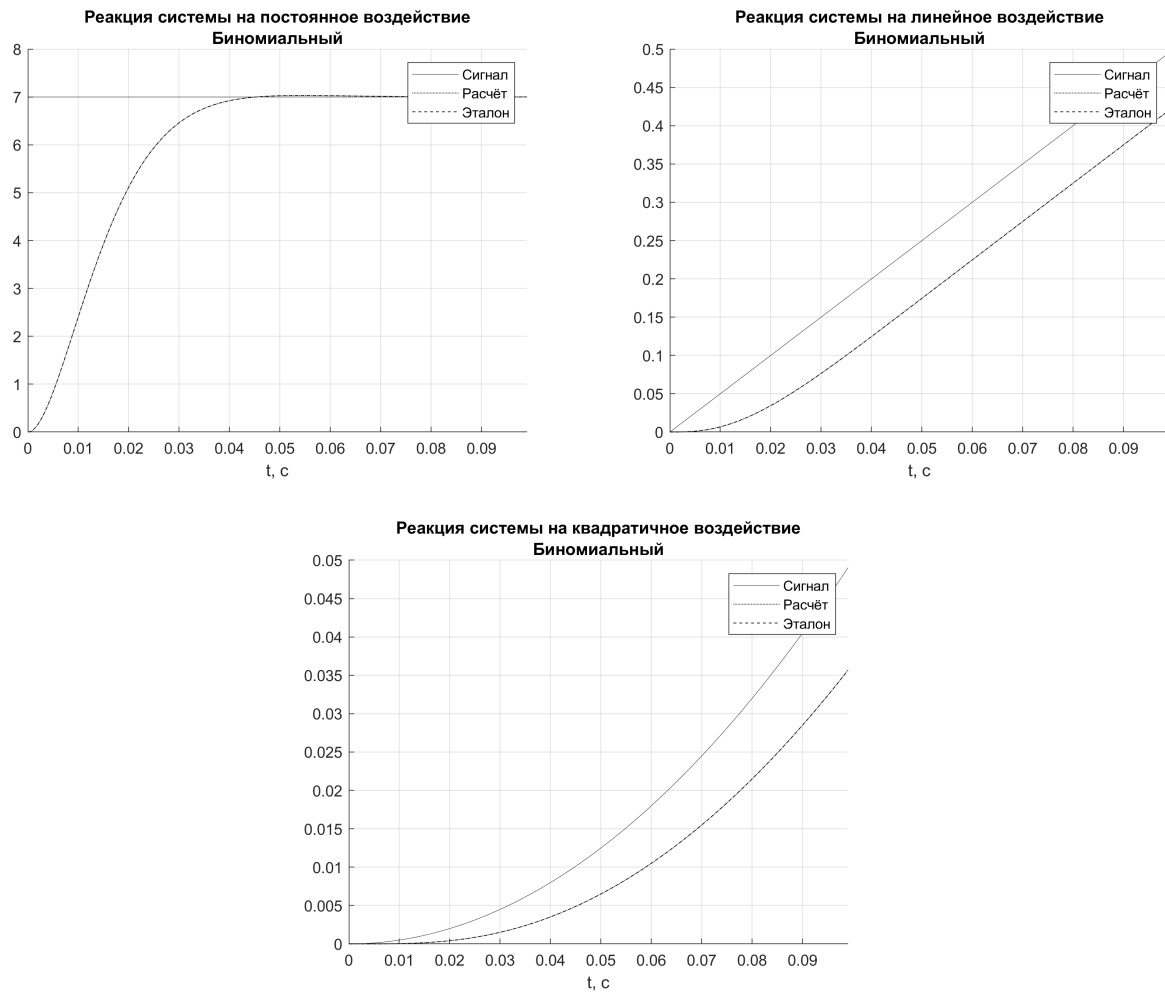 Реакция системы на постоянное воздействие
Биномиальный
8
7
6
5
4
3
2
1
0
0 0.01 0.02 0.03 0.04 0.05 0.06 0.07 0.08 0.09
t, с
Сигнал
Расчёт
Эталон
Реакция системы на линейное воздействие
Биномиальный
0.5
0.45
0.4
0.35
0.3
0.25
0.2
0.15
0.1
0.05
0
0 0.01 0.02 0.03 0.04 0.05 0.06 0.07 0.08 0.09
t, с
Сигнал
Расчёт
Эталон
Реакция системы на квадратичное воздействие
Биномиальный
0.05
0.045
0.04
0.035
0.03
0.025
0.02
0.015
0.01
0.005
0
0 0.01 0.02 0.03 0.04 0.05 0.06 0.07 0.08 0.09
t, с
Сигнал
Расчёт
Эталон